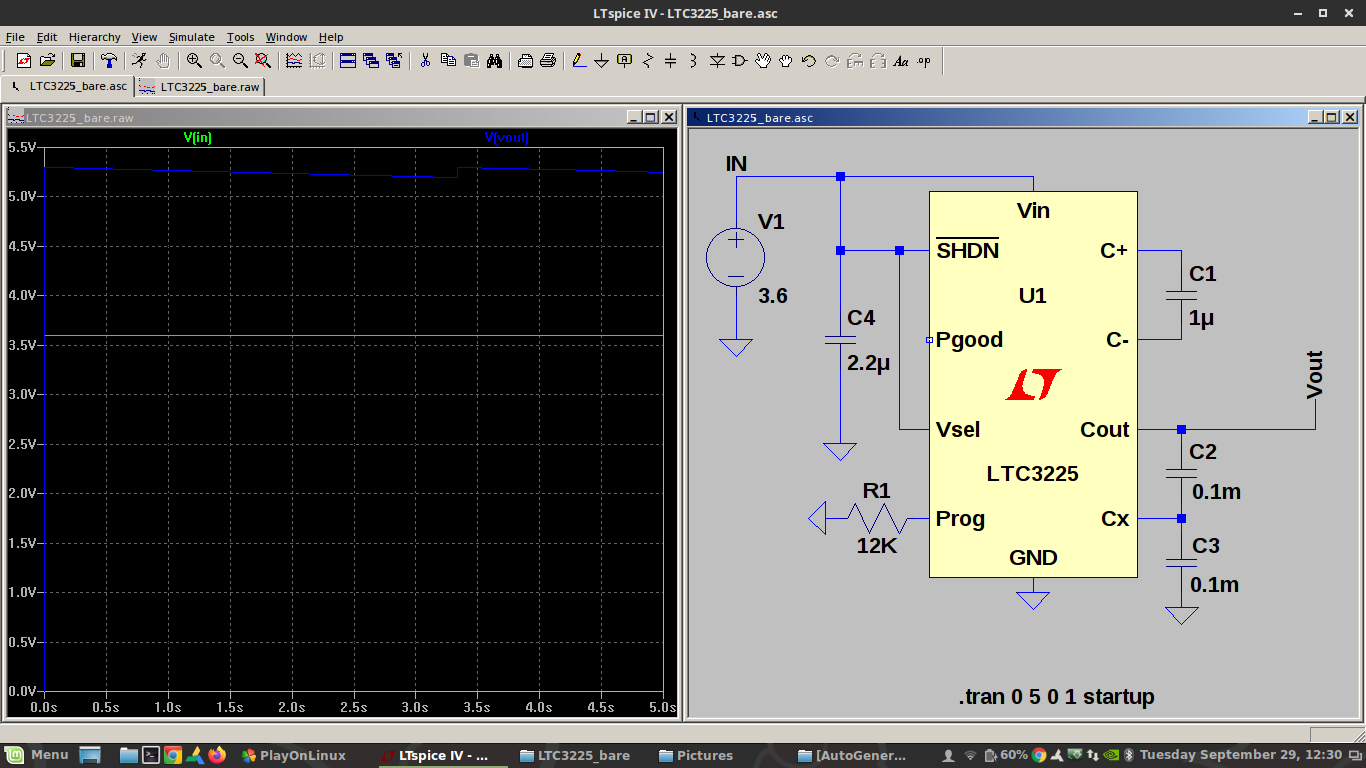 LTspice IV - LTC3225_bare.asc
File Edit Hierarchy View Simulate Tools Window Help
Aa .op
LTC3225_bare.asc LTC3225_bare.raw
LTC3225_bare.raw
V(in) V(vout)
5.5V
5.0V
4.5V
4.0V
3.5V
3.0V
2.5V
2.0V
1.5V
1.0V
0.5V
0.0V
0.0s 0.5s 1.0s 1.5s 2.0s 2.5s 3.0s 3.5s 4.0s 4.5s 5.0s
LTC3225_bare.asc
IN
V1
3.6
C4
2.2µ
R1
12K
Vin
SHDN C+
U1
Pgood C-
Vsel Cout
LTC3225
Prog Cx
GND
C1
1µ
Vout
C2
0.1m
C3
0.1m
.tran 0 5 0 1 startup
Menu PlayOnLinux LTspice IV - ... LTC3225_bare Pictures [AutoGener... 60% Tuesday September 29, 12:30